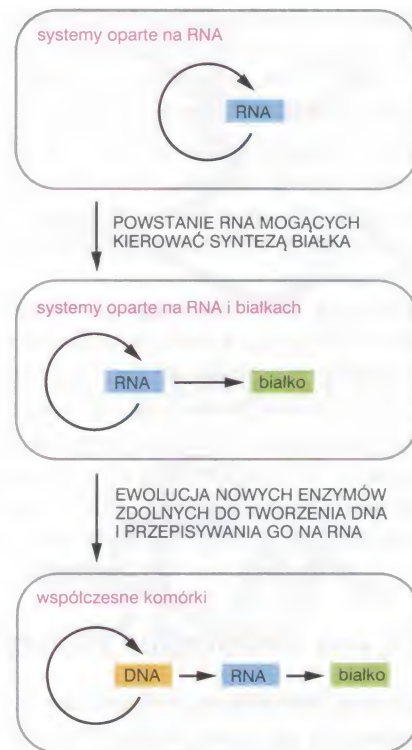 systemy oparte na RNA
RNA
POWSTANIE RNA MOGĄCYCH
KIEROWAĆ SYNTEZĄ BIAŁKA
systemy oparte na RNA i białkach
RNA
białko
EWOLUCJA NOWYCH ENZYMÓW
ZDOLNYCH DO TWORZENIA DNA
I PRZEPISYWANIA GO NA RNA
współczesne komórki
DNA
RNA
białko